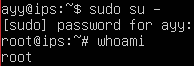 ayy@ips:~$ sudo su -
[sudo] password for ayy:
root@ips:~# whoami
root